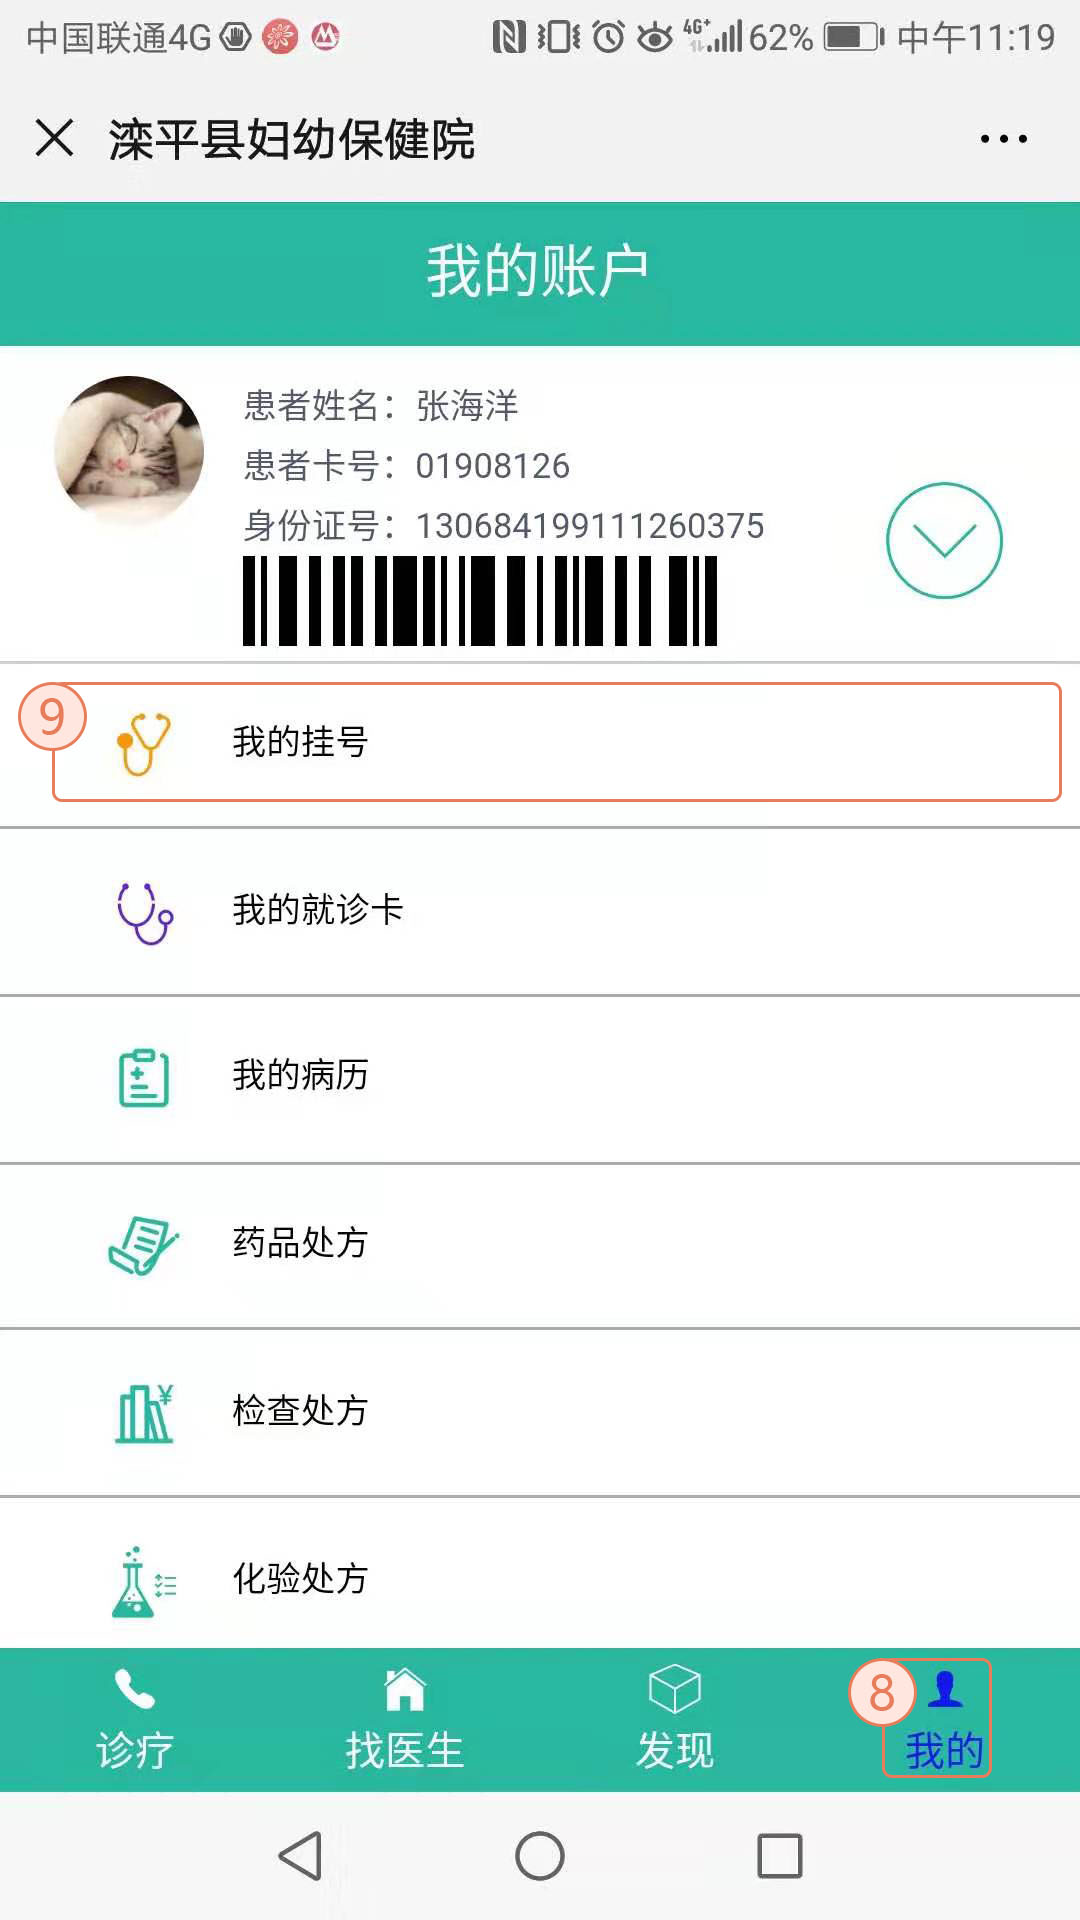 中国联通4G 4G+ 62% 中午11:19
滦平县妇幼保健院
我的账户
患者姓名：张海洋
患者卡号：01908126
身份证号：130684199111260375
9
我的挂号
我的就诊卡
我的病历
药品处方
检查处方
化验处方
诊疗 找医生 发现 8 我的